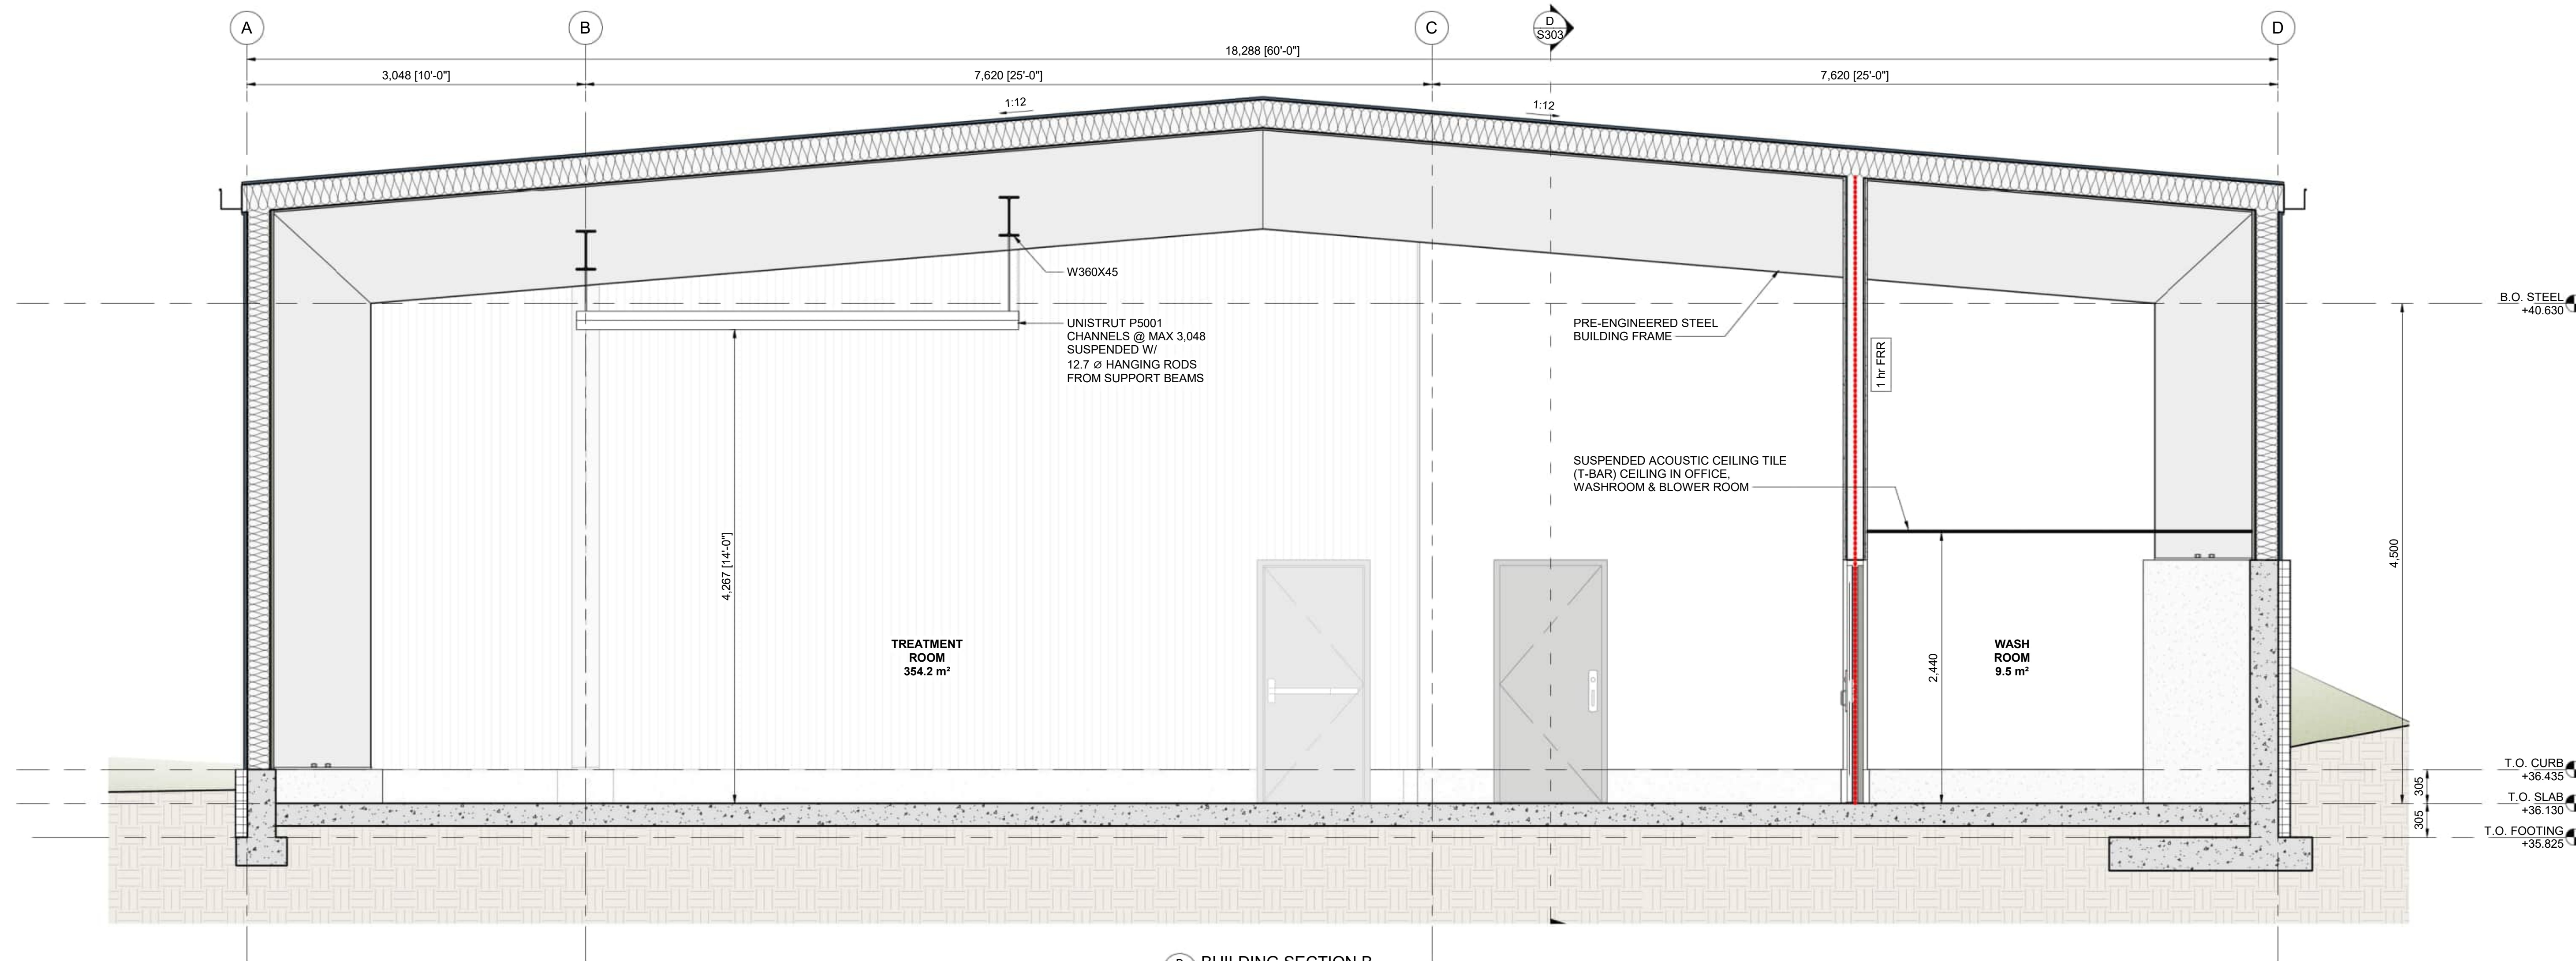 A
B
C
D
S303
D
18,288 [60'-0"]
3,048 [10'-0"]
7,620 [25'-0"]
7,620 [25'-0"]
1:12
1:12
W360X45
B.O. STEEL
+40.630
UNISTRUT P5001
CHANNELS @ MAX 3,048
SUSPENDED W/
12.7 ⌀ HANGING RODS
FROM SUPPORT BEAMS
PRE-ENGINEERED STEEL
BUILDING FRAME
1 hr FRR
SUSPENDED ACOUSTIC CEILING TILE
(T-BAR) CEILING IN OFFICE,
WASHROOM & BLOWER ROOM
4,267 [14'-0"]
4,500
TREATMENT
ROOM
354.2 m²
2,440
WASH
ROOM
9.5 m²
T.O. CURB
+36.435
305
T.O. SLAB
+36.130
305
T.O. FOOTING
+35.825
BUILDING SECTION B